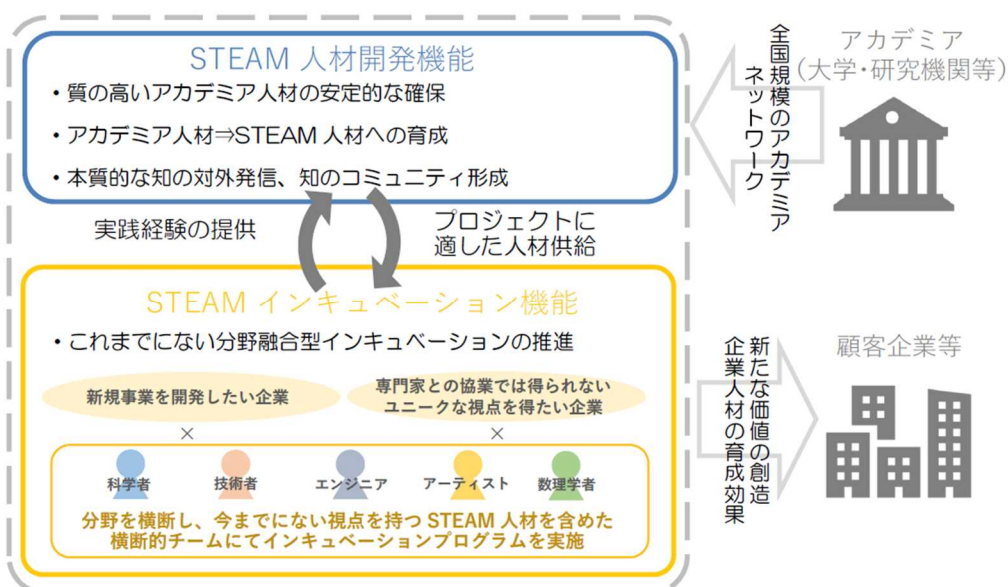 STEAM 人材開発機能
・質の高いアカデミア人材の安定的な確保
・アカデミア人材⇒STEAM 人材への育成
・本質的な知の対外発信、知のコミュニティ形成
全国規模のアカデミア
ネットワーク
アカデミア
(大学・研究機関等)
実践経験の提供
プロジェクトに
適した人材供給
STEAM インキュベーション機能
・これまでにない分野融合型インキュベーションの推進
新規事業を開発したい企業
専門家との協業では得られない
ユニークな視点を得たい企業
×
×
科学者
技術者
エンジニア
アーティスト
数理学者
分野を横断し、今までにない視点を持つ STEAM 人材を含めた
横断的チームにてインキュベーションプログラムを実施
新たな価値の創造
企業人材の育成効果
顧客企業等